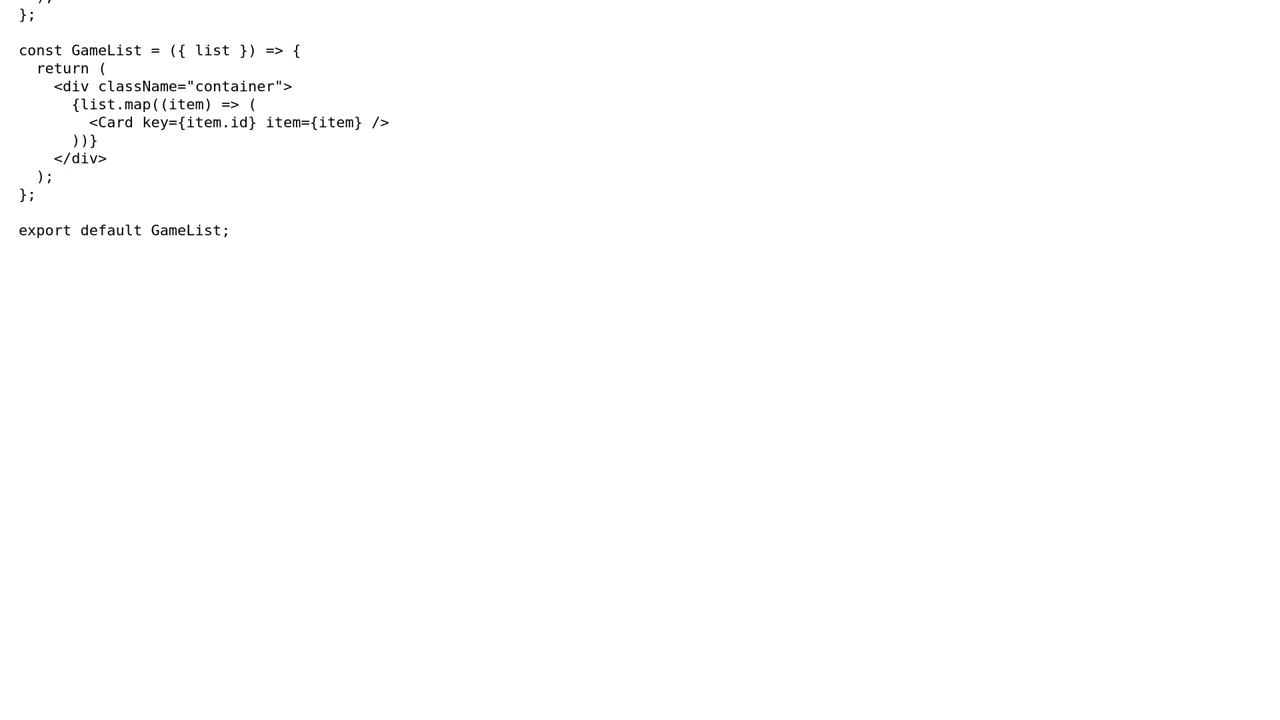 };

const GameList = ({ list }) => {
  return (
    <div className="container">
      {list.map((item) => (
        <Card key={item.id} item={item} />
      ))}
    </div>
  );
};

export default GameList;